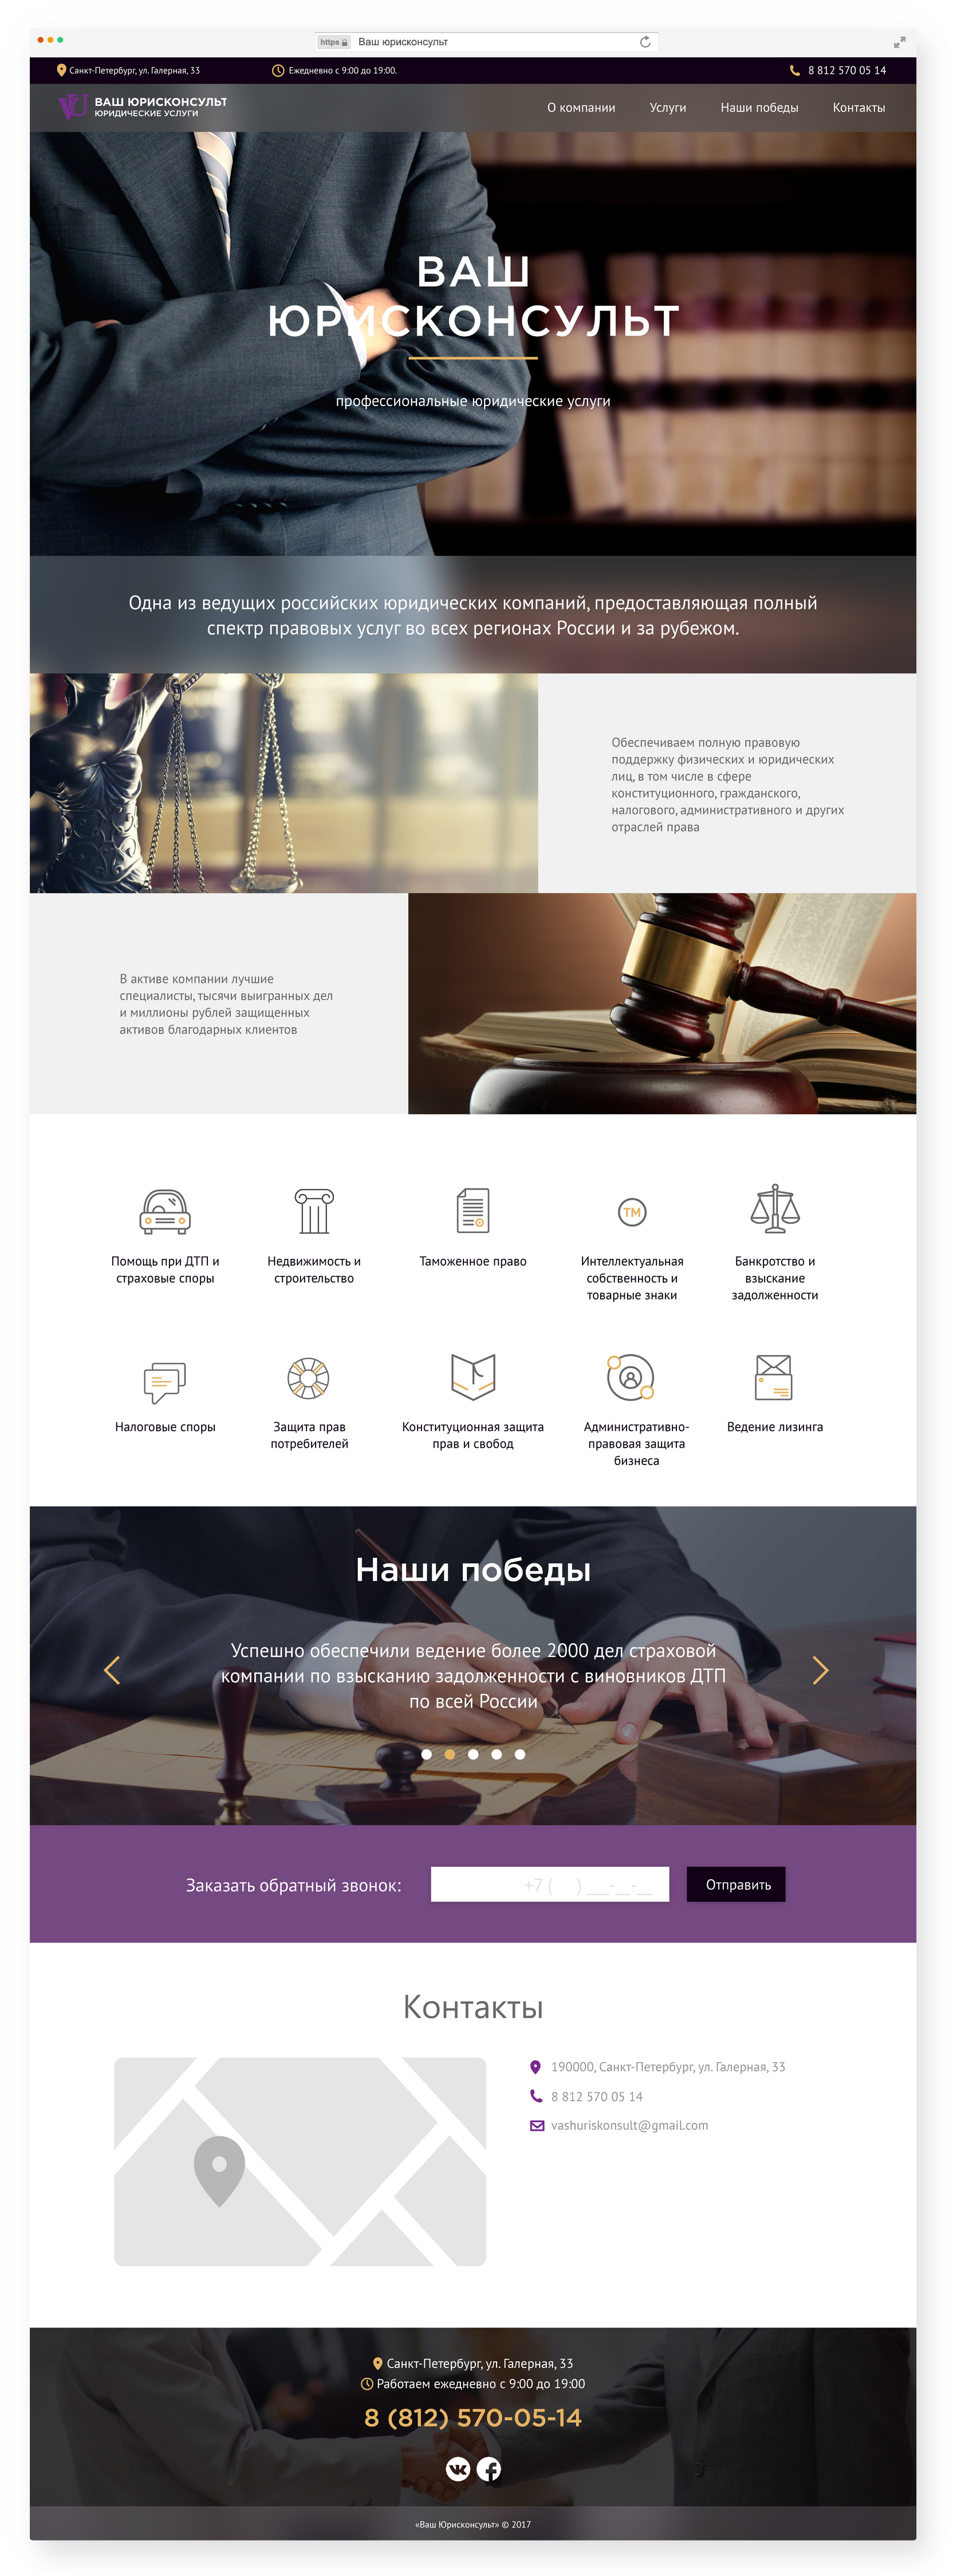 https Ваш юрисконсульт
Санкт-Петербург, ул. Галерная, 33
Ежедневно с 9:00 до 19:00.
8 812 570 05 14
ВАШ ЮРИСКОНСУЛЬТ
ЮРИДИЧЕСКИЕ УСЛУГИ
О компании Услуги Наши победы Контакты
ВАШ
ЮРИСКОНСУЛЬТ
профессиональные юридические услуги
Одна из ведущих российских юридических компаний, предоставляющая полный
спектр правовых услуг во всех регионах России и за рубежом.
Обеспечиваем полную правовую
поддержку физических и юридических
лиц, в том числе в сфере
конституционного, гражданского,
налогового, административного и других
отраслей права
В активе компании лучшие
специалисты, тысячи выигранных дел
и миллионы рублей защищенных
активов благодарных клиентов
Помощь при ДТП и
страховые споры
Недвижимость и
строительство
Таможенное право
TM
Интеллектуальная
собственность и
товарные знаки
Банкротство и
взыскание
задолженности
Налоговые споры
Защита прав
потребителей
Конституционная защита
прав и свобод
Административно-
правовая защита
бизнеса
Ведение лизинга
Наши победы
Успешно обеспечили ведение более 2000 дел страховой
компании по взысканию задолженности с виновников ДТП
по всей России
Заказать обратный звонок:
+7 ( ) ___-__-__
Отправить
Контакты
190000, Санкт-Петербург, ул. Галерная, 33
8 812 570 05 14
vashuriskonsult@gmail.com
Санкт-Петербург, ул. Галерная, 33
Работаем ежедневно с 9:00 до 19:00
8 (812) 570-05-14
«Ваш Юрисконсульт» © 2017